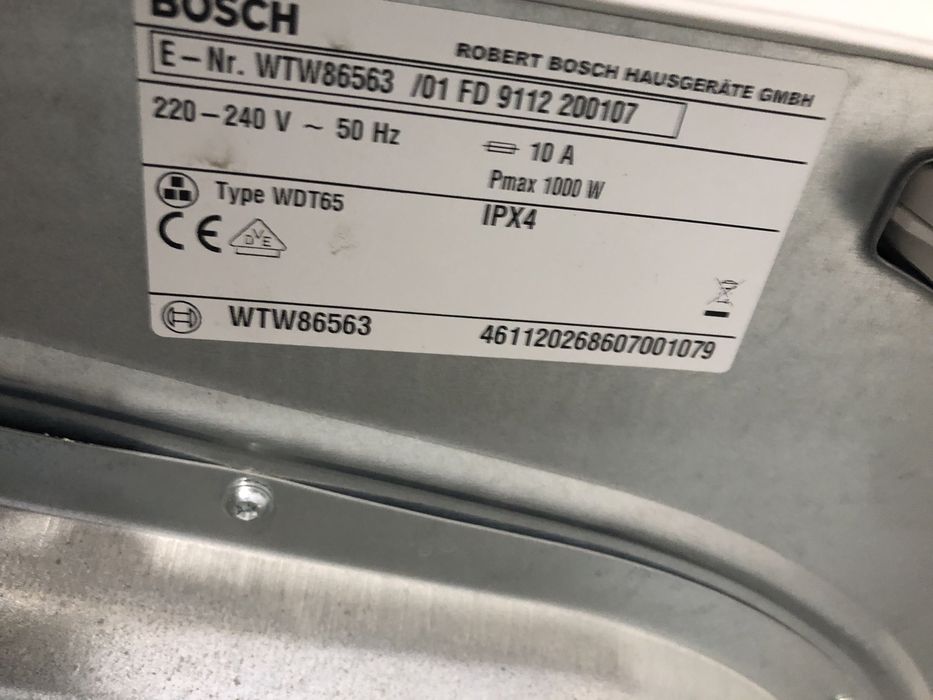 BOSCH
ROBERT BOSCH HAUSGERÄTE GMBH
E-Nr. WTW86563 /01 FD 9112 200107
220-240 V ~ 50 Hz
10 A
Pmax 1000 W
Type WDT65
IPX4
CE
DVE
WTW86563
461120268607001079